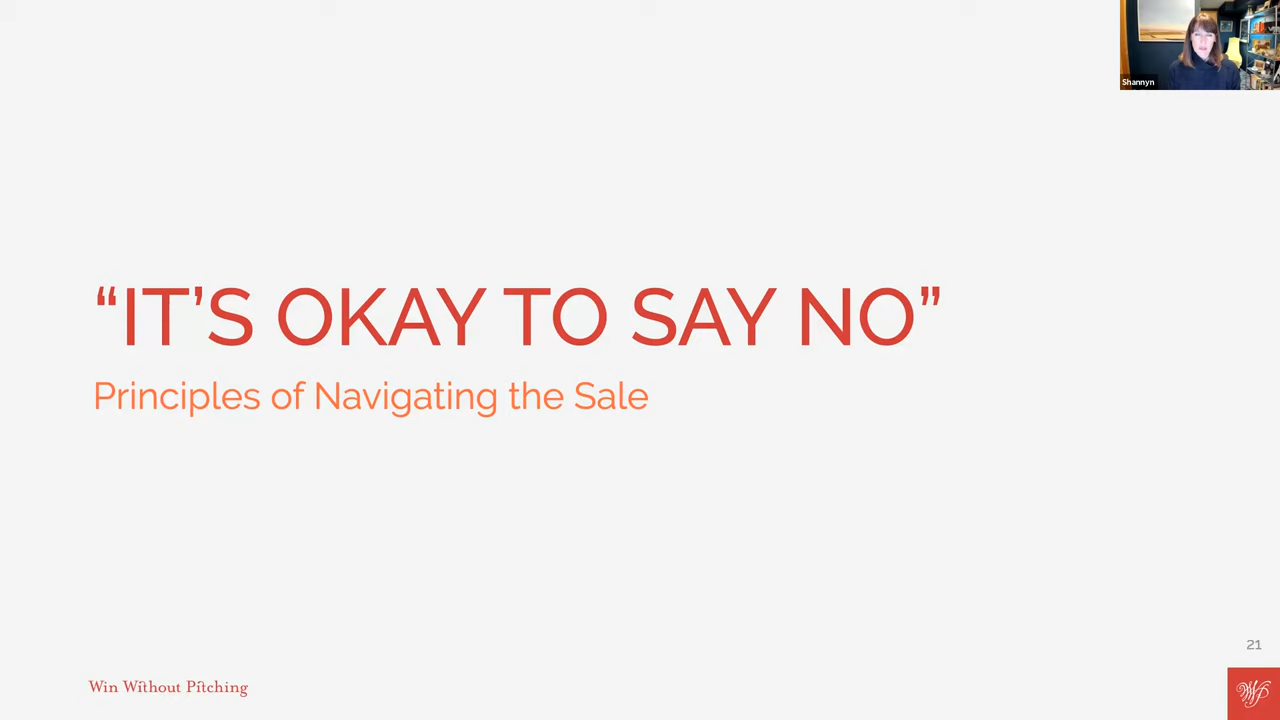 Shannyn
“IT’S OKAY TO SAY NO”
Principles of Navigating the Sale
21
Win Without Pitching